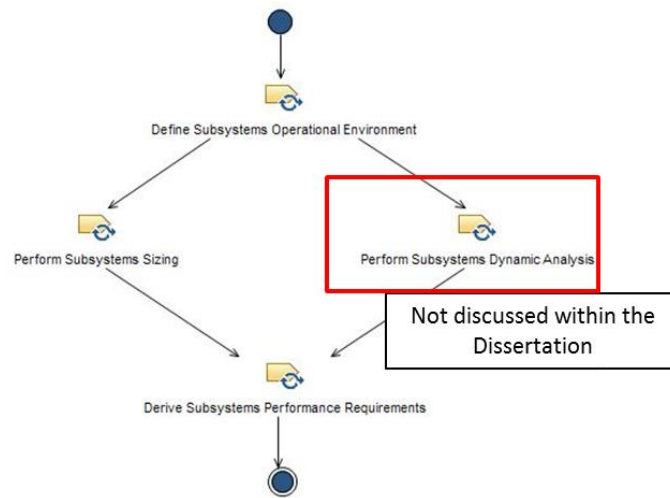 Define Subsystems Operational Environment
Perform Subsystems Sizing
Perform Subsystems Dynamic Analysis
Not discussed within the
Dissertation
Derive Subsystems Performance Requirements